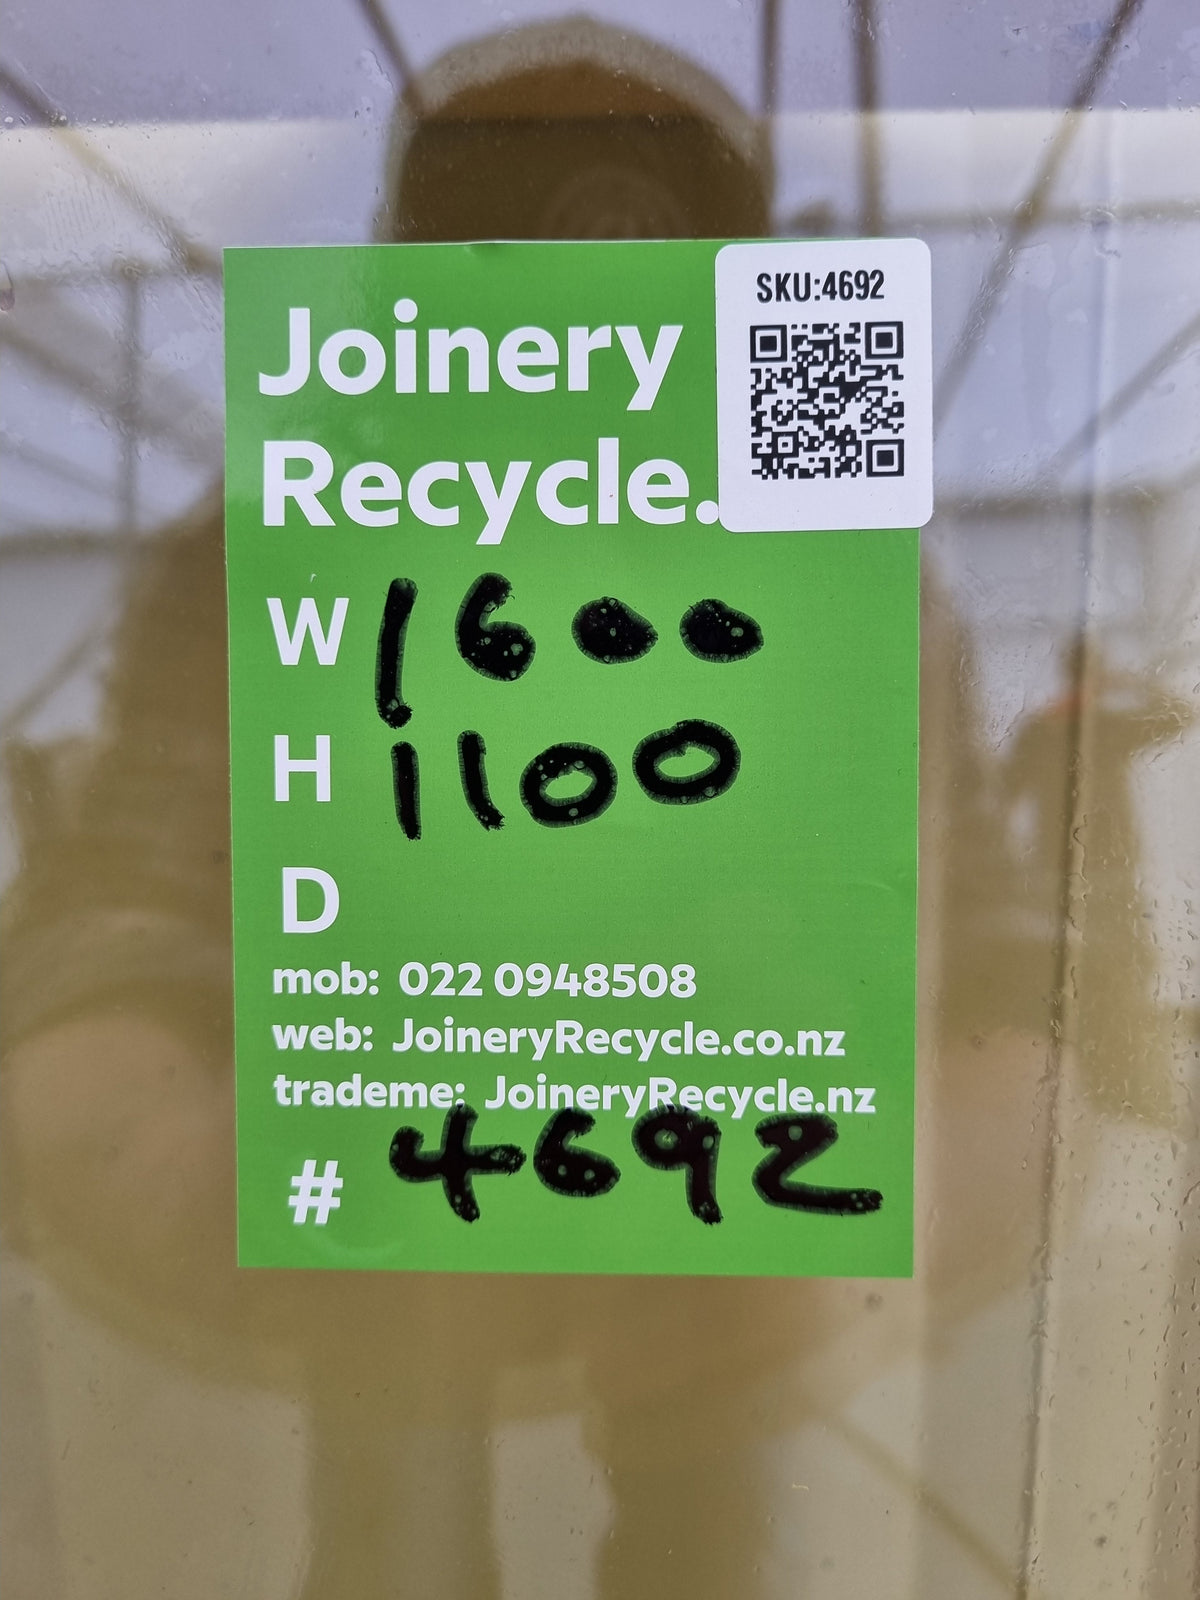 Joinery
Recycle.
SKU:4692
W 1600
H 1100
D
mob: 022 0948508
web: JoineryRecycle.co.nz
trademe: JoineryRecycle.nz
# 4692